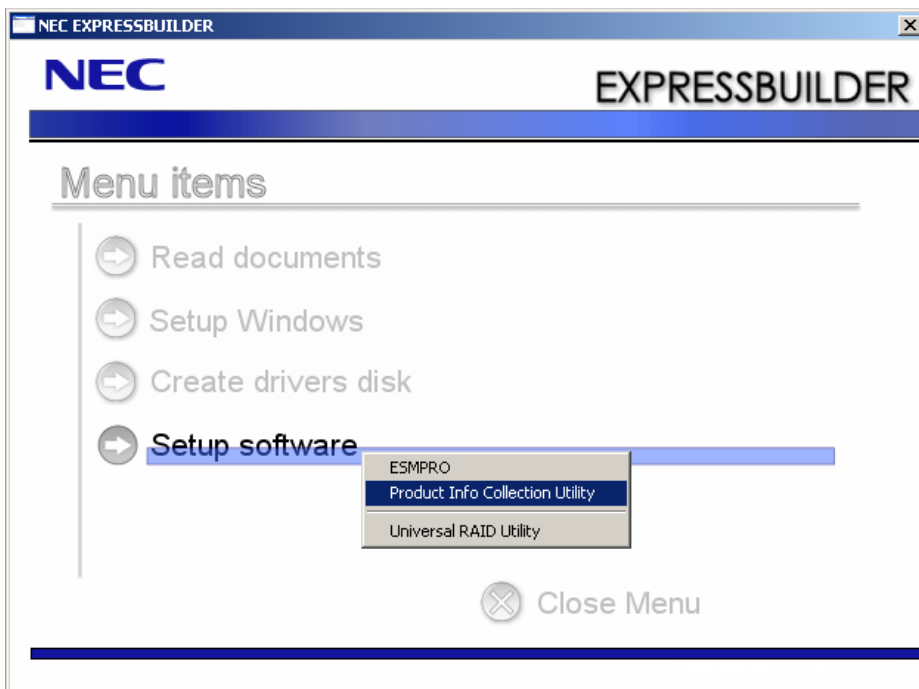 NEC EXPRESSBUILDER
NEC
EXPRESSBUILDER
Menu items
Read documents
Setup Windows
Create drivers disk
Setup software
ESMPRO
Product Info Collection Utility
Universal RAID Utility
Close Menu